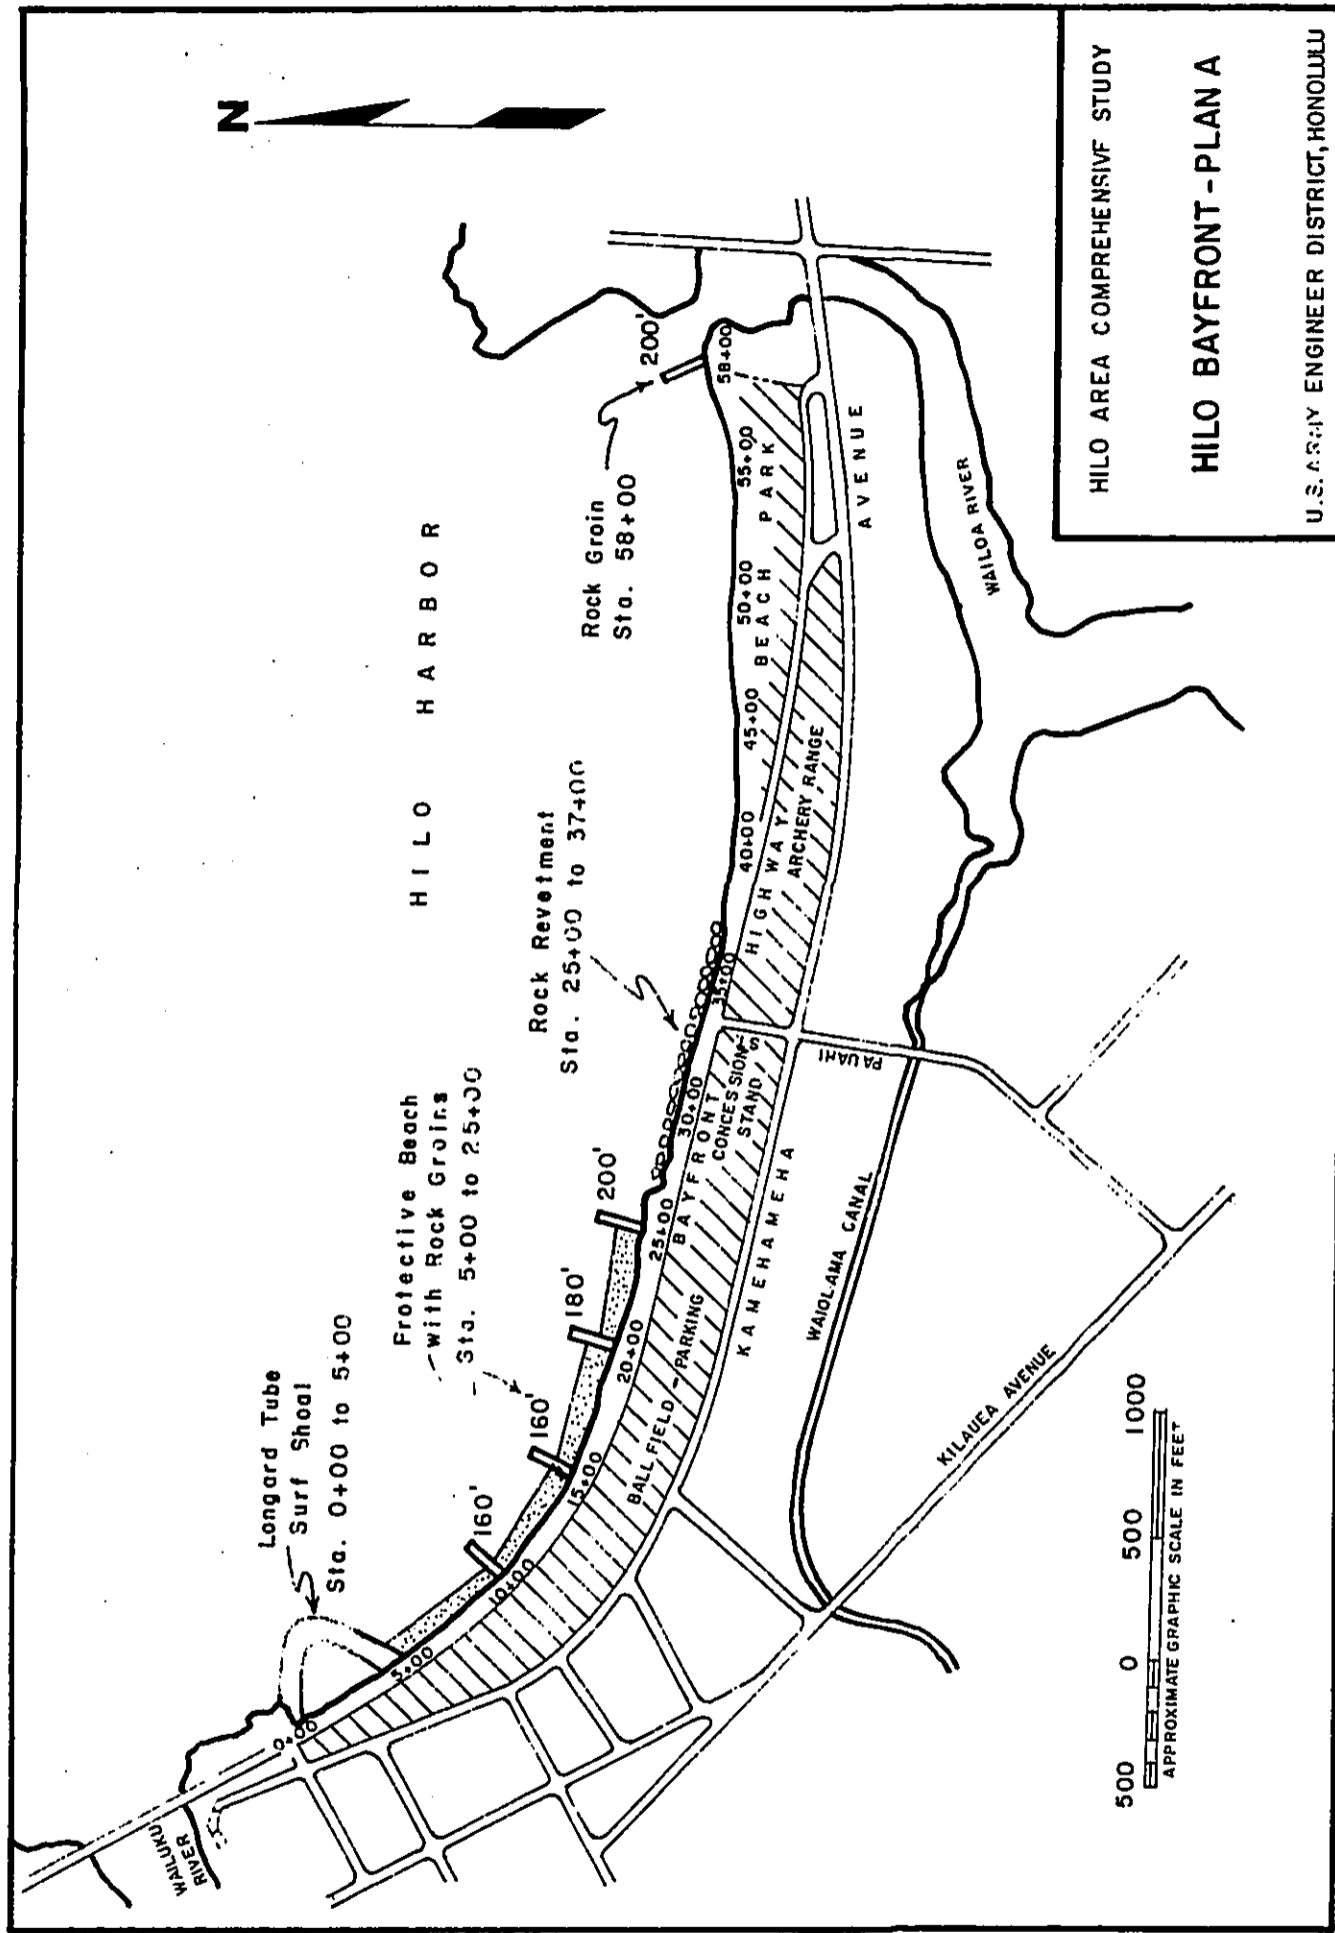 N
HILO HARBOR
Longard Tube
Surf Shoal
Sta. 0+00 to 5+00
Protective Beach
with Rock Groins
Sta. 5+00 to 25+00
Rock Revetment
Sta. 25+00 to 37+00
Rock Groin
Sta. 58+00
160'
160'
180'
200'
200'
WAILUKU
RIVER
0+00
5+00
10+00
15+00
20+00
25+00
30+00
35+00
40+00
45+00
50+00
55+00
58+00
BALL FIELD - PARKING
BAYFRONT HIGHWAY
CONCESSION
STAND
ARCHERY RANGE
BEACH PARK
KAMEHAMEHA AVENUE
PAUAHI
WAIOLAMA CANAL
WAILOA RIVER
KILAUEA AVENUE
500 0 500 1000
APPROXIMATE GRAPHIC SCALE IN FEET
HILO AREA COMPREHENSIVE STUDY
HILO BAYFRONT-PLAN A
U.S. ARMY ENGINEER DISTRICT, HONOLULU